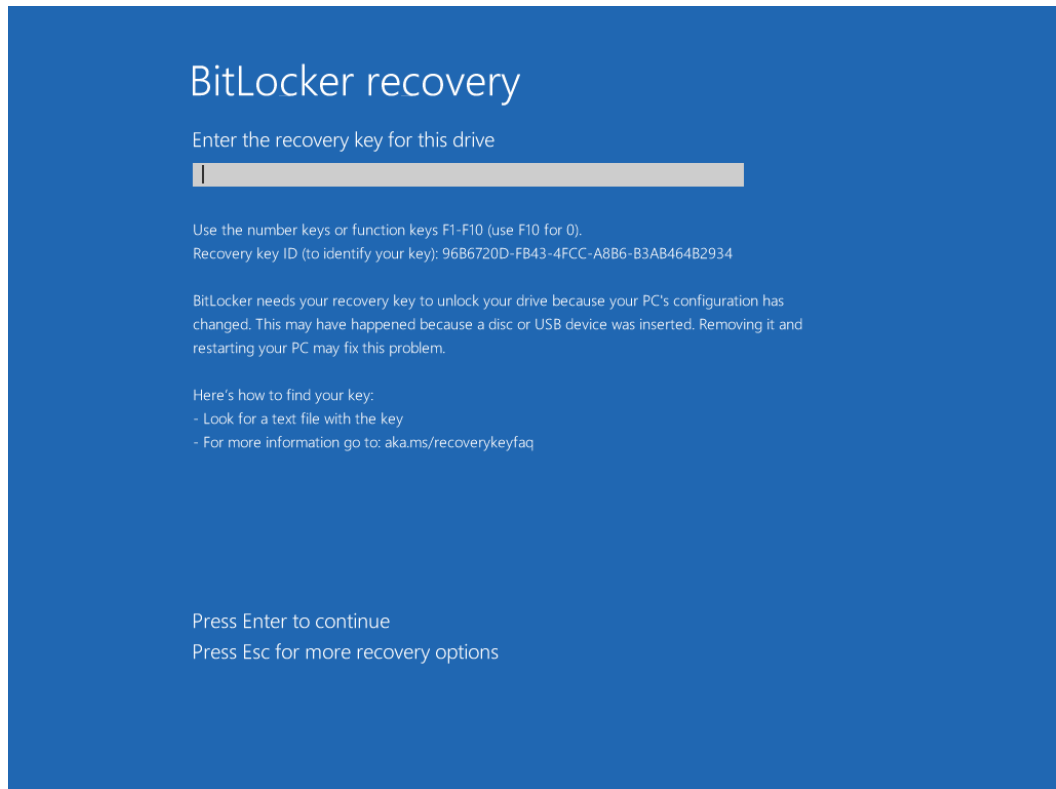 BitLocker recovery
Enter the recovery key for this drive
Use the number keys or function keys F1-F10 (use F10 for 0).
Recovery key ID (to identify your key): 96B6720D-FB43-4FCC-A8B6-B3AB464B2934
BitLocker needs your recovery key to unlock your drive because your PC's configuration has
changed. This may have happened because a disc or USB device was inserted. Removing it and
restarting your PC may fix this problem.
Here's how to find your key:
- Look for a text file with the key
- For more information go to: aka.ms/recoverykeyfaq
Press Enter to continue
Press Esc for more recovery options